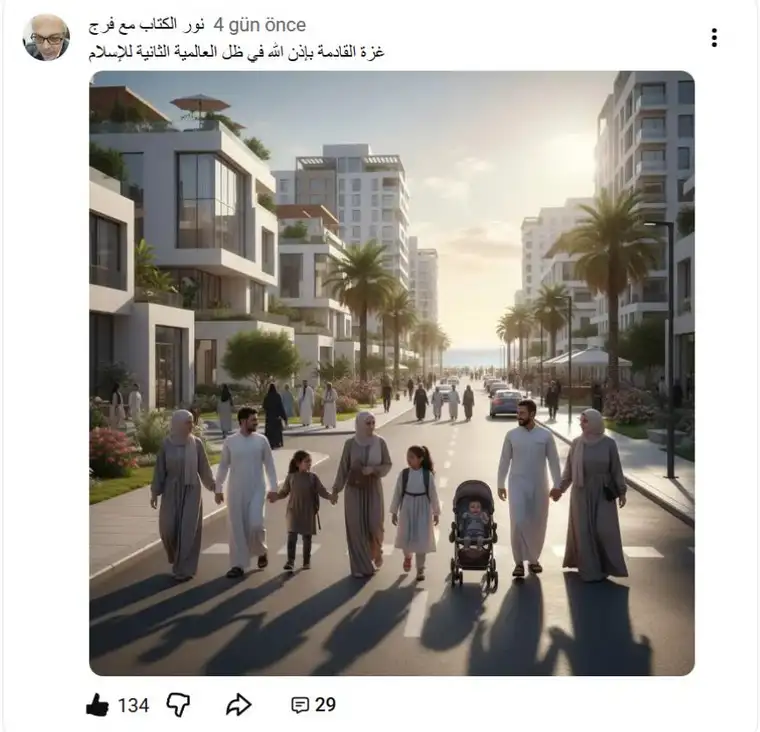 نور الكتاب مع فرج 4 gün önce
غزة القادمة بإذن الله في ظل العالمية الثانية للإسلام
134 29